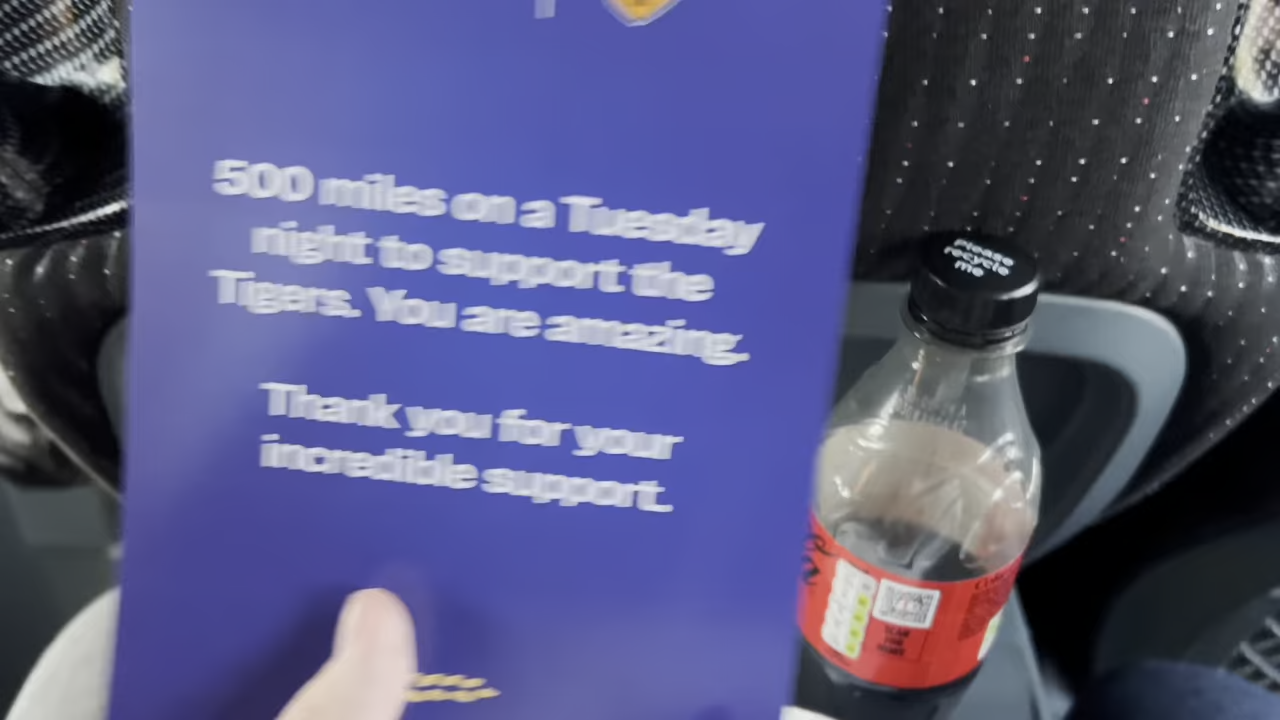 500 miles on a Tuesday
night to support the
Tigers. You are amazing.
Thank you for your
incredible support.
Please
recycle
me